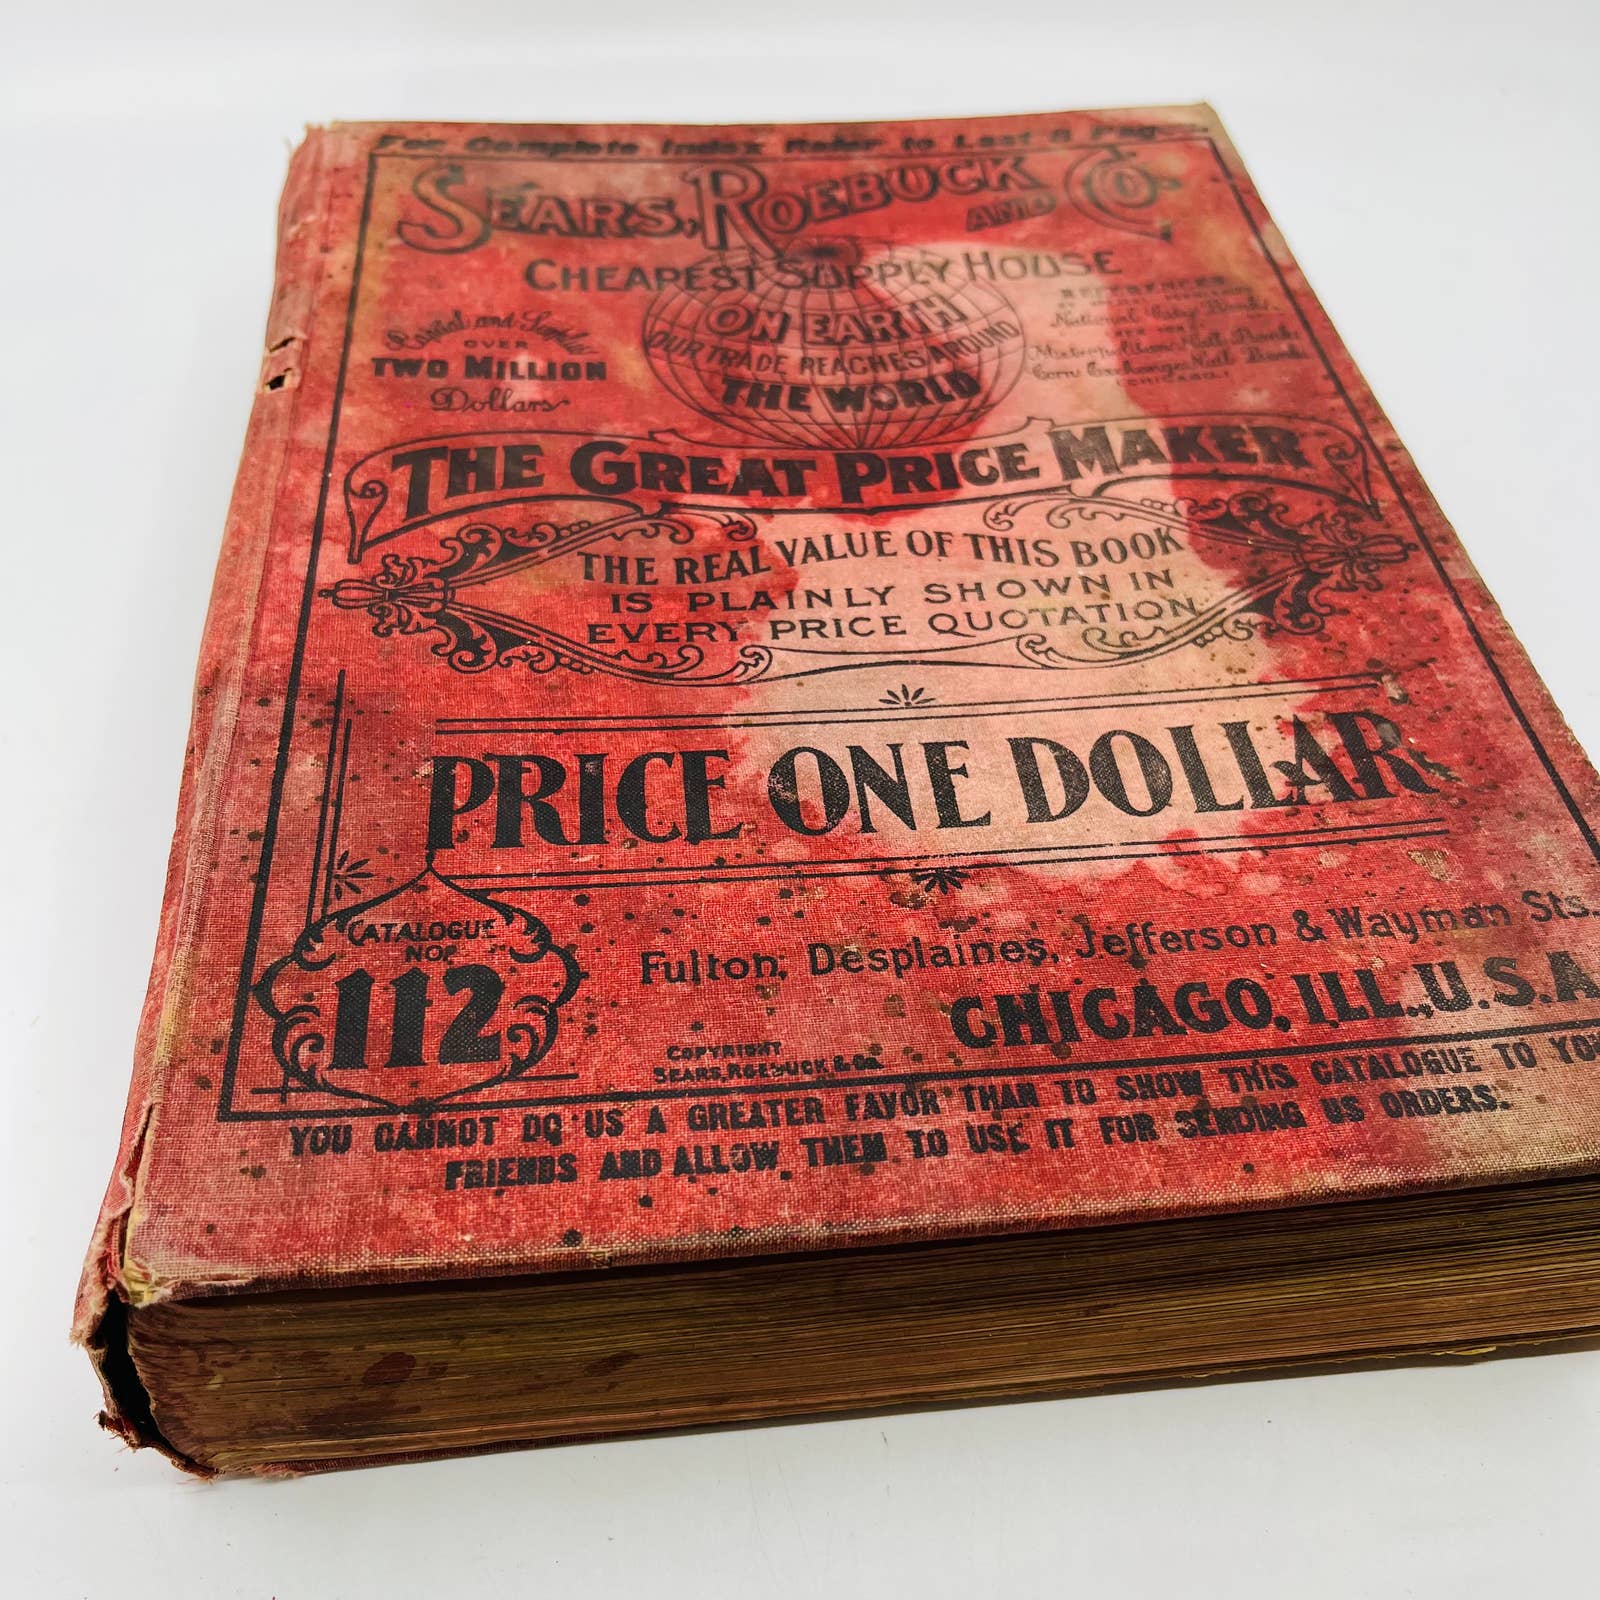 For Complete Index Refer to Last
SEARS, ROEBUCK AND CO.
CHEAPEST SUPPLY HOUSE
ON EARTH
OUR TRADE REACHES AROUND
THE WORLD
Capital and Surplus
OVER
TWO MILLION
Dollars
REFERENCES
National City Bank
Metropolitan Natl. Bank
Corn Exchange Natl. Bank
CHICAGO
THE GREAT PRICE MAKER
THE REAL VALUE OF THIS BOOK
IS PLAINLY SHOWN IN
EVERY PRICE QUOTATION
PRICE ONE DOLLAR
CATALOGUE
NO.
112
Fulton, Desplaines, Jefferson & Wayman Sts.
CHICAGO, ILL., U.S.A.
COPYRIGHT
SEARS, ROEBUCK & CO.
YOU CANNOT DO US A GREATER FAVOR THAN TO SHOW THIS CATALOGUE TO YOU
FRIENDS AND ALLOW THEM TO USE IT FOR SENDING US ORDERS.